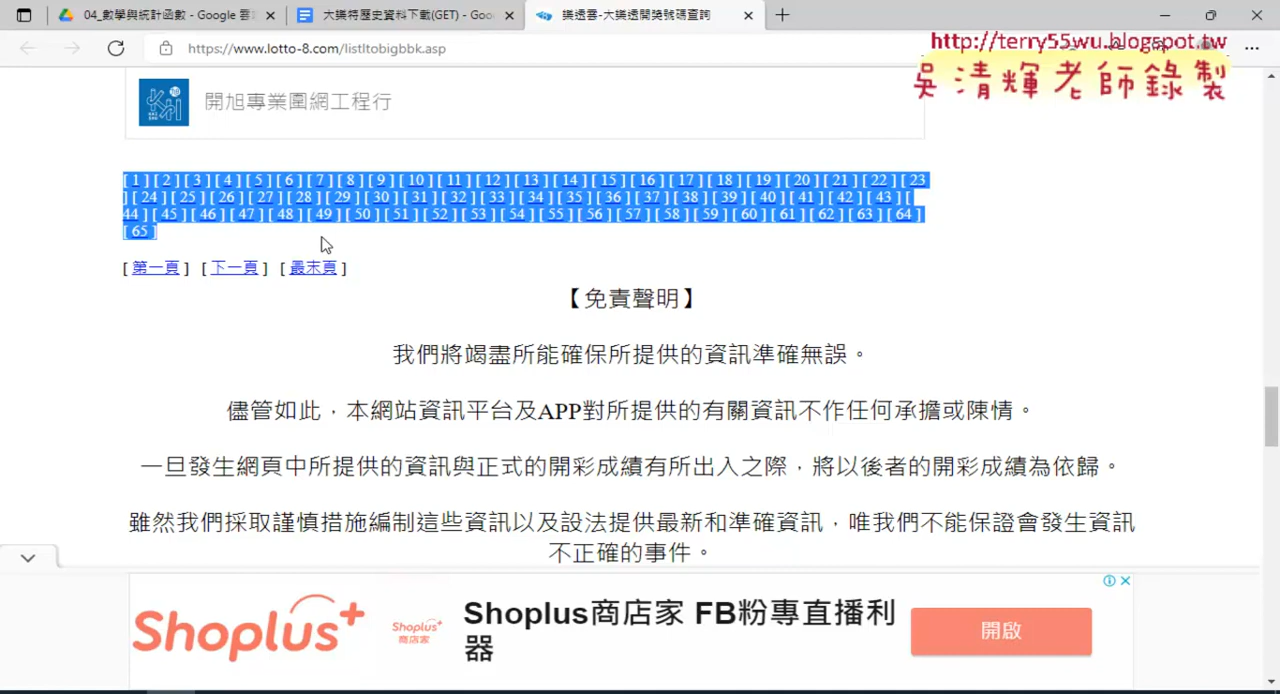 04_數學與統計函數 - Google 雲
大樂特歷史資料下載(GET) - Goo
樂透雲-大樂透開獎號碼查詢
https://www.lotto-8.com/listltobigbbk.asp
http://terry55wu.blogspot.tw
吳清輝老師錄製
開旭專業團網工程行
[ 1 ] [ 2 ] [ 3 ] [ 4 ] [ 5 ] [ 6 ] [ 7 ] [ 8 ] [ 9 ] [ 10 ] [ 11 ] [ 12 ] [ 13 ] [ 14 ] [ 15 ] [ 16 ] [ 17 ] [ 18 ] [ 19 ] [ 20 ] [ 21 ] [ 22 ] [ 23
] [ 24 ] [ 25 ] [ 26 ] [ 27 ] [ 28 ] [ 29 ] [ 30 ] [ 31 ] [ 32 ] [ 33 ] [ 34 ] [ 35 ] [ 36 ] [ 37 ] [ 38 ] [ 39 ] [ 40 ] [ 41 ] [ 42 ] [ 43 ] [
44 ] [ 45 ] [ 46 ] [ 47 ] [ 48 ] [ 49 ] [ 50 ] [ 51 ] [ 52 ] [ 53 ] [ 54 ] [ 55 ] [ 56 ] [ 57 ] [ 58 ] [ 59 ] [ 60 ] [ 61 ] [ 62 ] [ 63 ] [ 64 ]
[ 65 ]
[ 第一頁 ] [ 下一頁 ] [ 最末頁 ]
【免責聲明】
我們將竭盡所能確保所提供的資訊準確無誤。
儘管如此，本網站資訊平台及APP對所提供的有關資訊不作任何承擔或陳情。
一旦發生網頁中所提供的資訊與正式的開彩成績有所出入之際，將以後者的開彩成績為依歸。
雖然我們採取謹慎措施編制這些資訊以及設法提供最新和準確資訊，唯我們不能保證會發生資訊
不正確的事件。
Shoplus+
Shoplus+
商店家
Shoplus商店家 FB粉專直播利
器
開啟